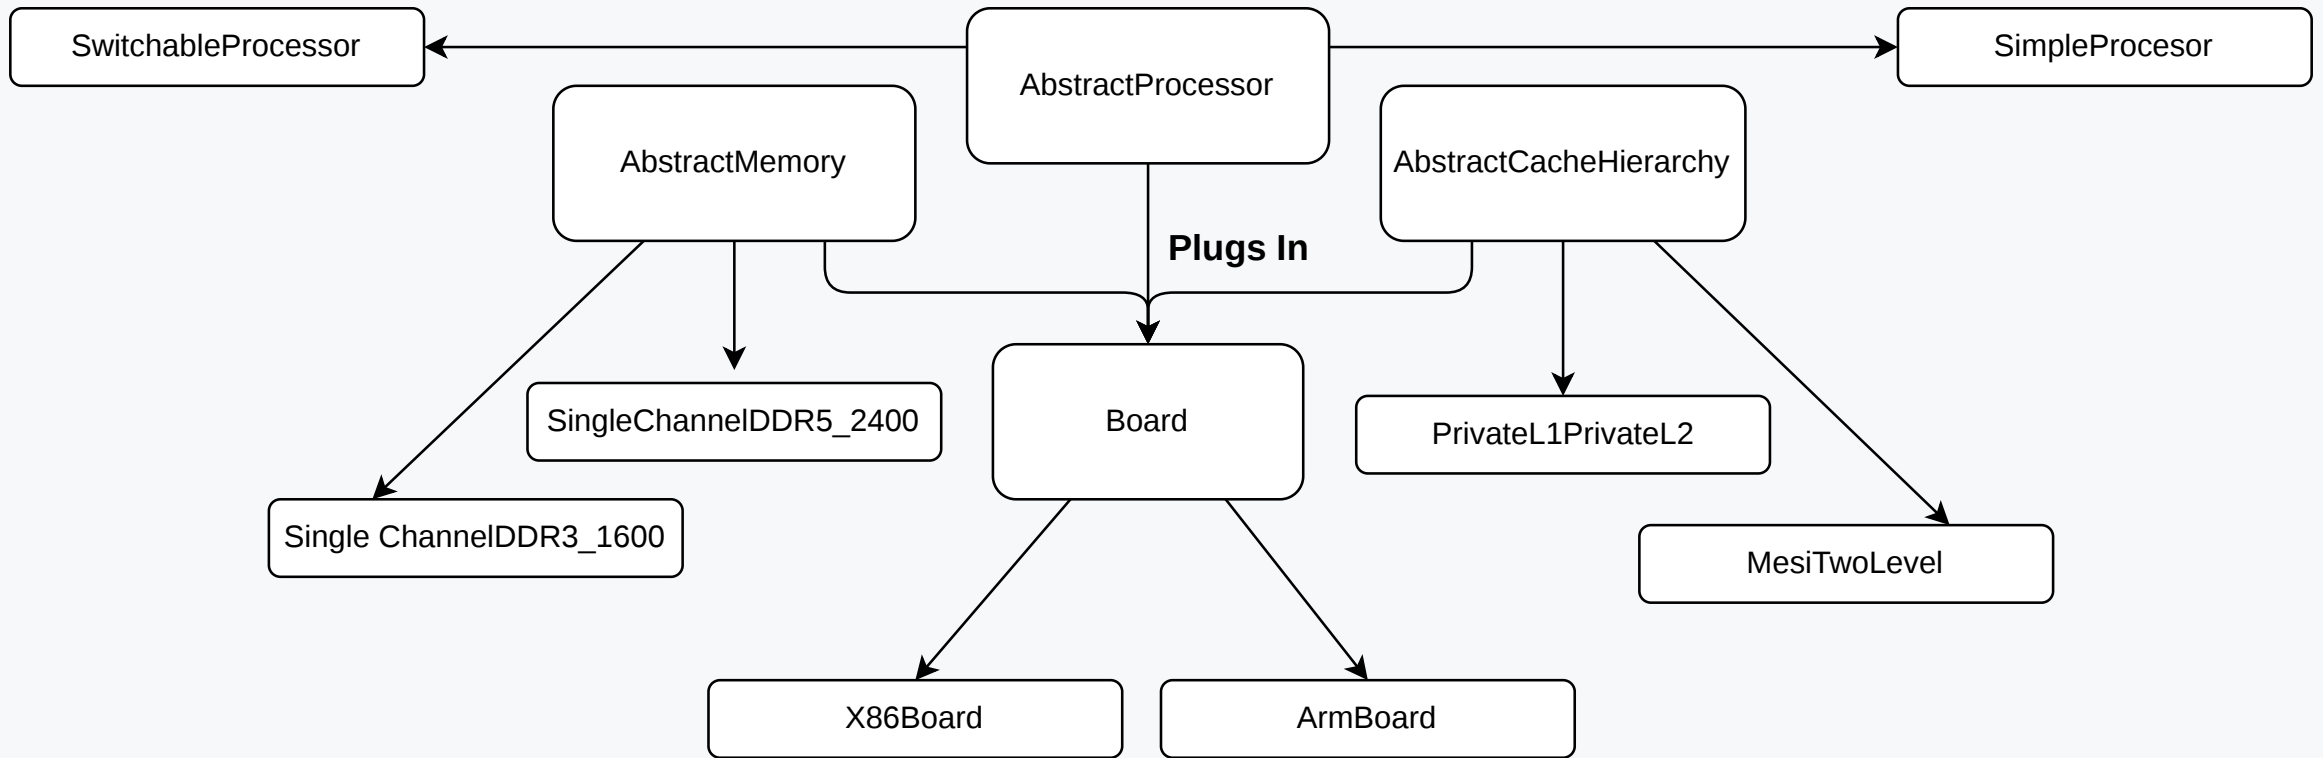 SwitchableProcessor
AbstractProcessor
SimpleProcesor
AbstractMemory
AbstractCacheHierarchy
Plugs In
SingleChannelDDR5_2400
Board
PrivateL1PrivateL2
Single ChannelDDR3_1600
MesiTwoLevel
X86Board
ArmBoard